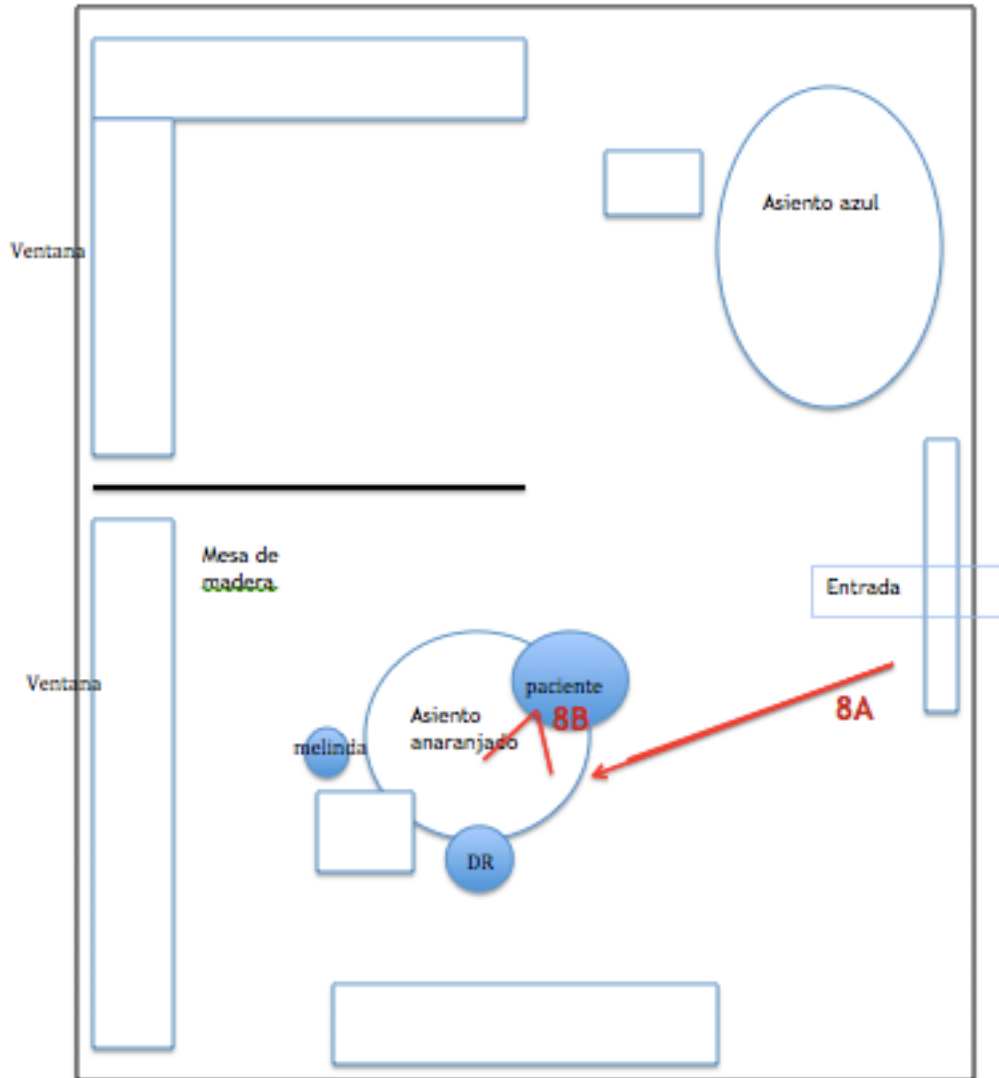 Asiento azul
Ventana
Mesa de
madera
Entrada
Ventana
paciente
8B
8A
Asiento
anaranjado
melinda
DR